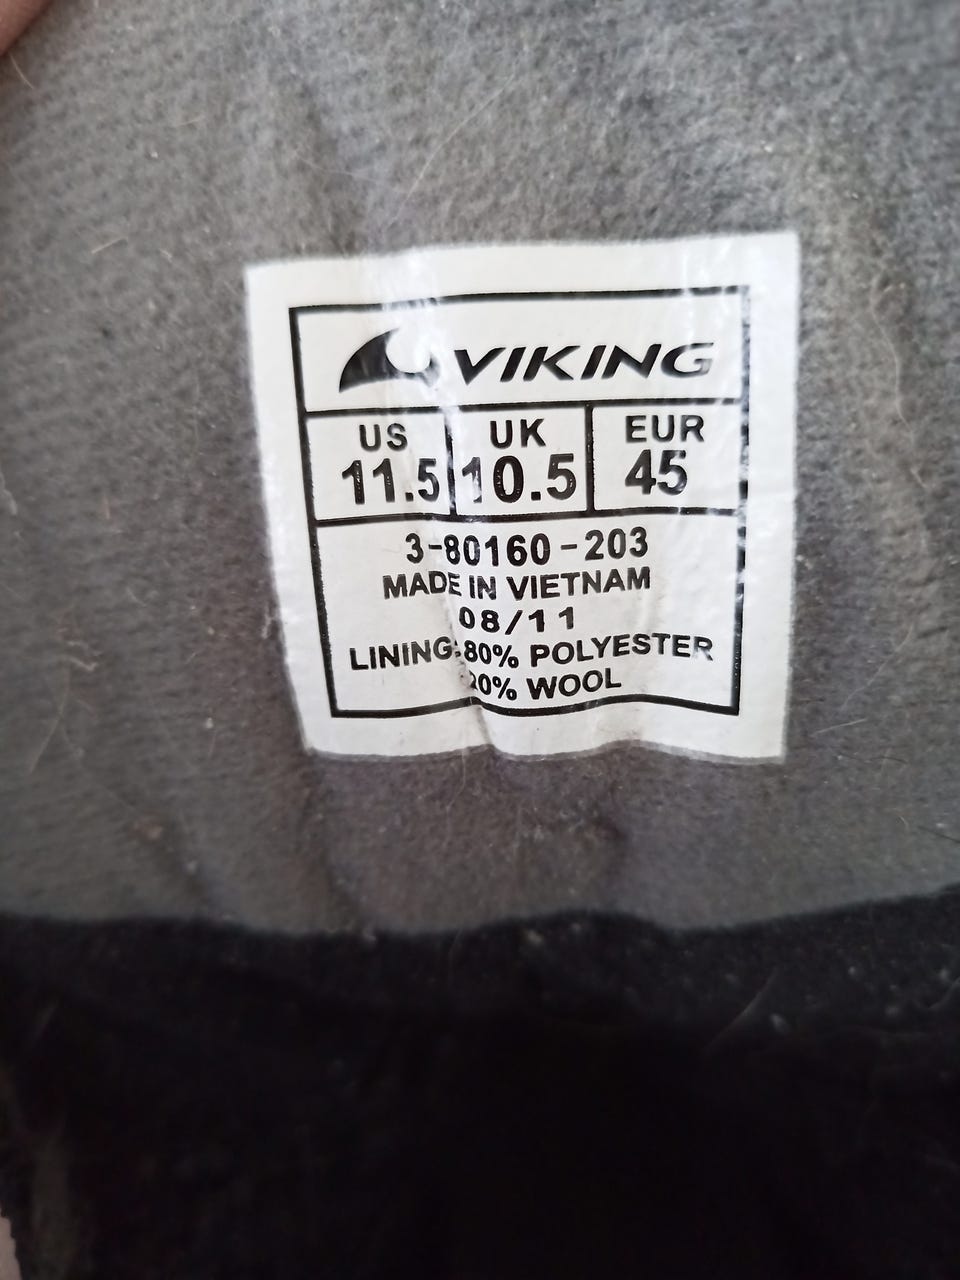 VIKING
US UK EUR
11.5 10.5 45
3-80160-203
MADE IN VIETNAM
08/11
LINING:80% POLYESTER
20% WOOL